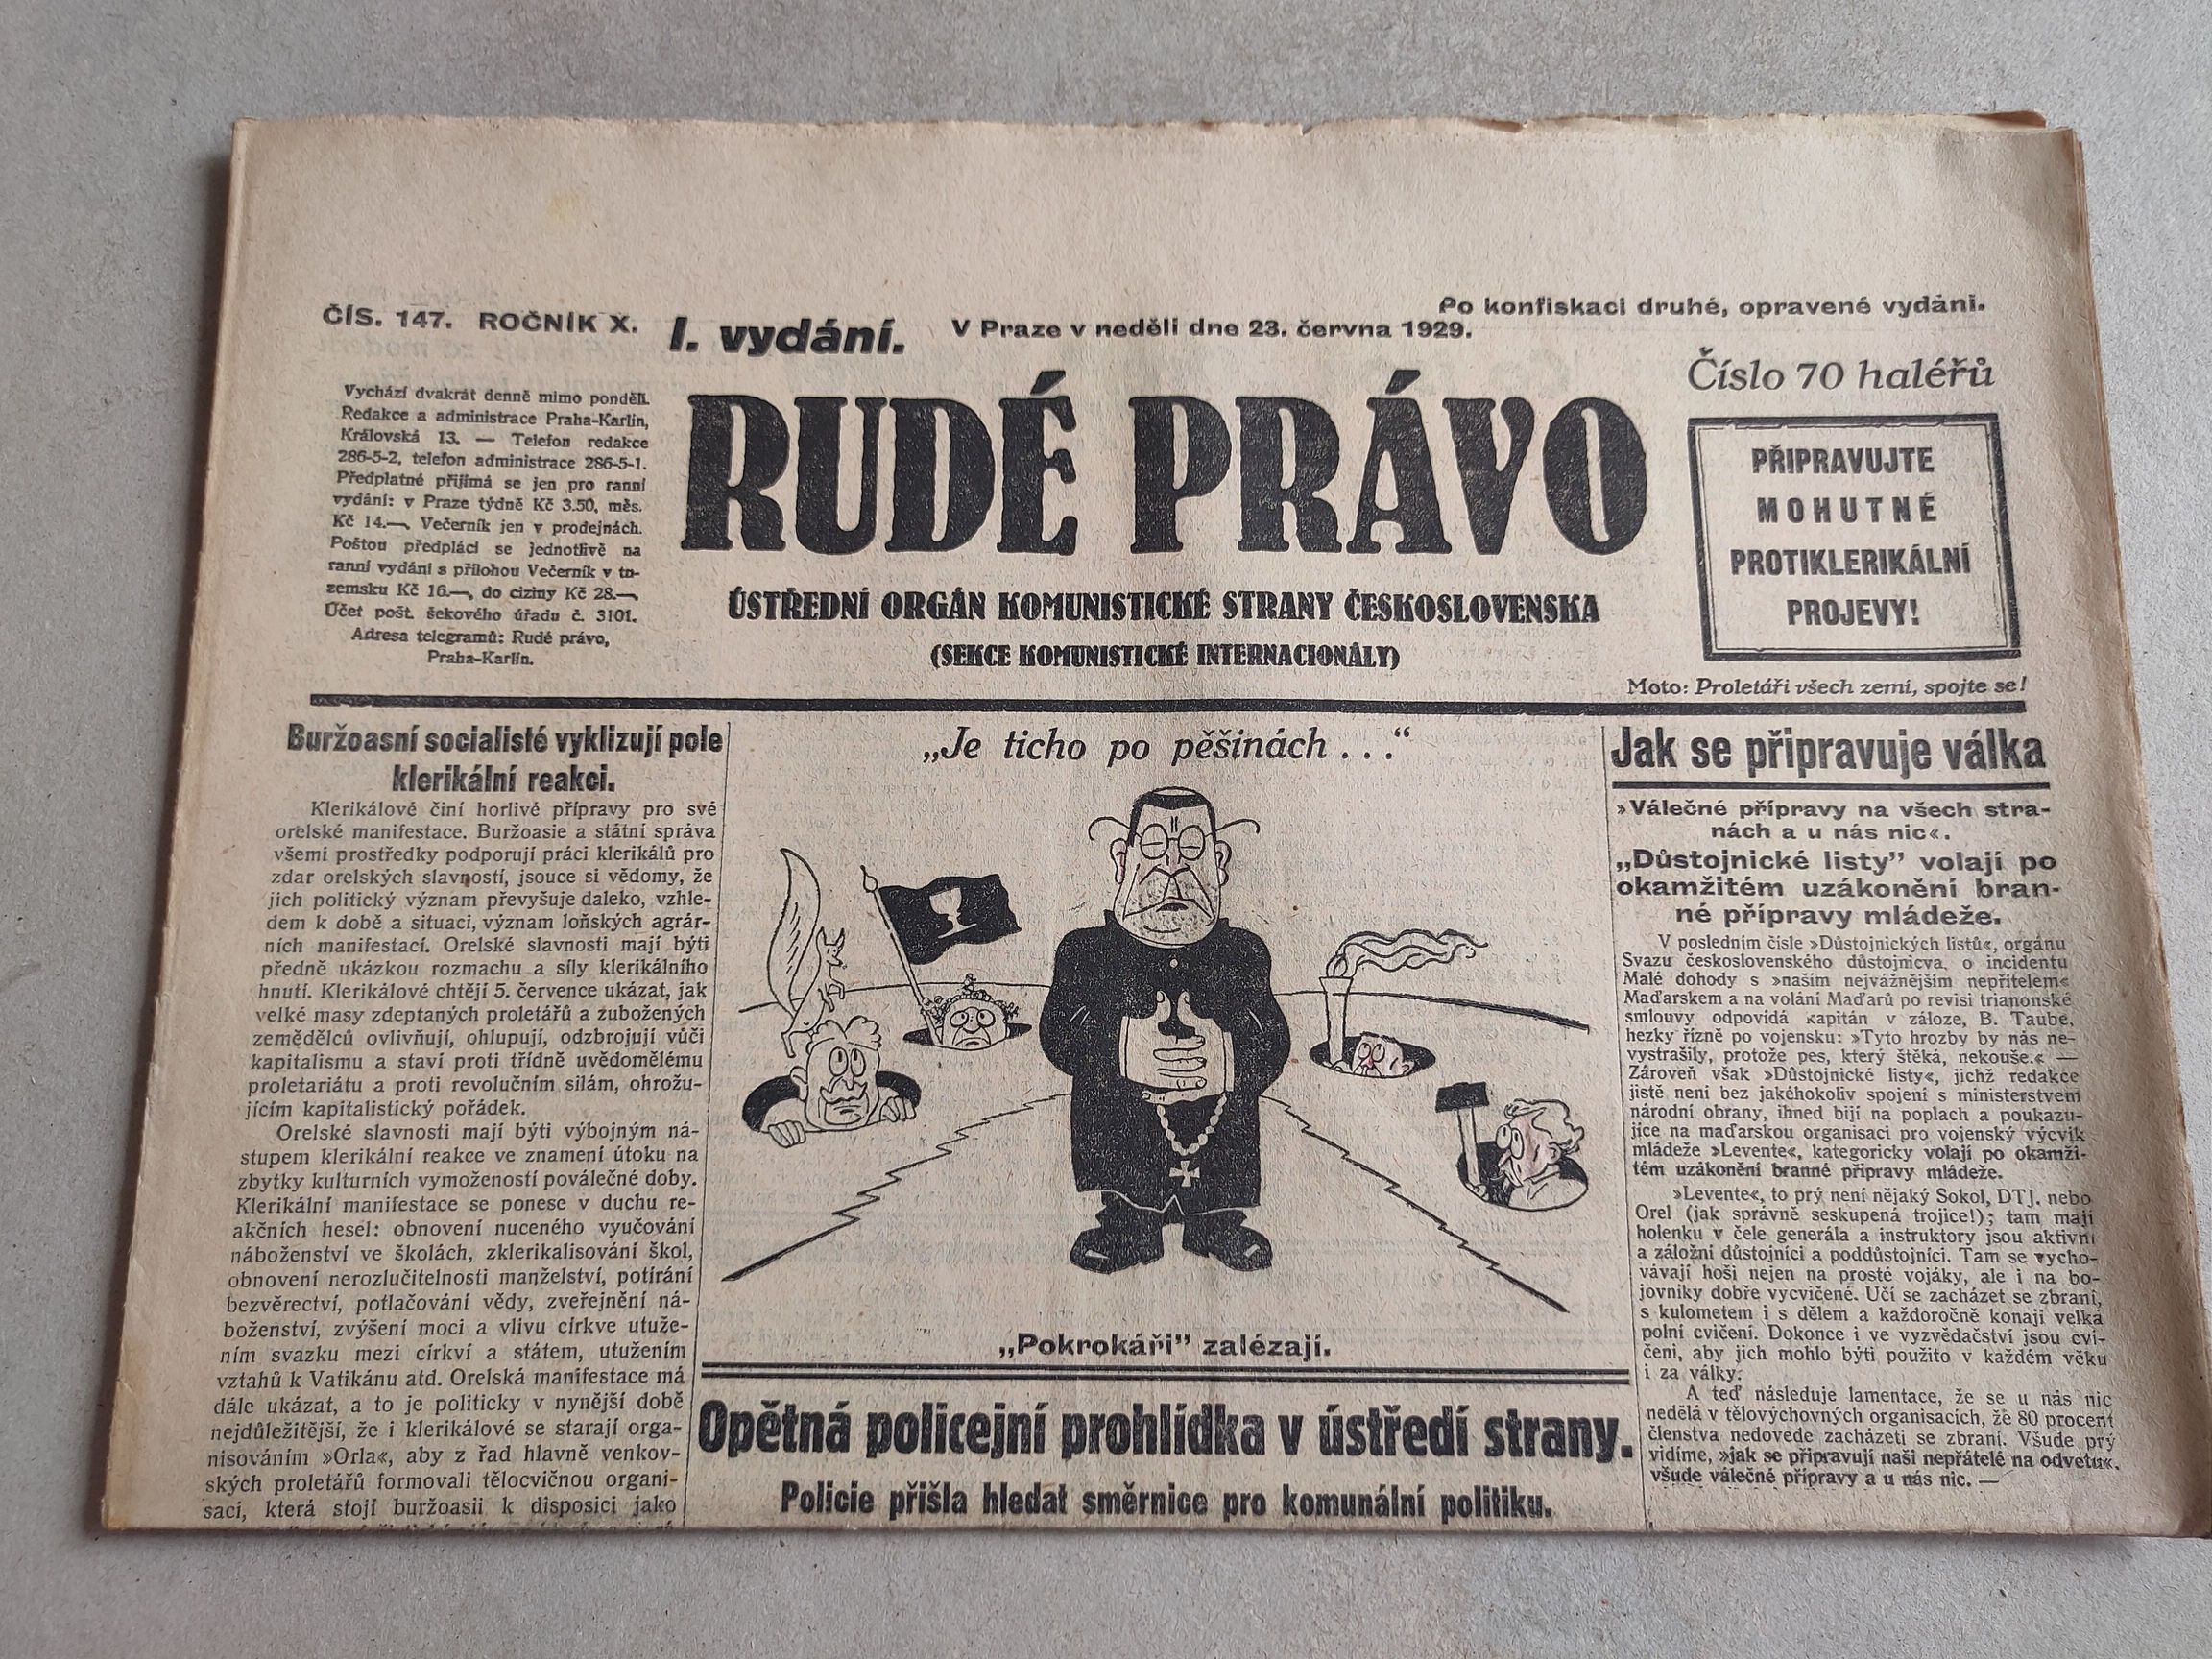 ČÍS. 147. ROČNÍK X.
I. vydání.
V Praze v neděli dne 23. června 1929.
Po konfiskaci druhé, opravené vydáni.
Vychází dvakrát denně mimo pondělí.
Redakce a administrace Praha-Karlín,
Královská 13. — Telefon redakce
286-5-2, telefon administrace 286-5-1.
Předplatné přijímá se jen pro ranní
vydání: v Praze týdně Kč 3.50, měs.
Kč 14.—, Večerník jen v prodejnách.
Poštou předplácí se jednotlivě na
ranní vydání s přílohou Večerník v tu-
zemsku Kč 16.—, do ciziny Kč 28.—,
Účet pošt. šekového úřadu č. 3101.
Adresa telegramů: Rudé právo,
Praha-Karlín.
RUDÉ PRÁVO
ÚSTŘEDNÍ ORGÁN KOMUNISTICKÉ STRANY ČESKOSLOVENSKA
(SEKCE KOMUNISTICKÉ INTERNACIONÁLY)
Číslo 70 haléřů
PŘIPRAVUJTE
MOHUTNÉ
PROTIKLERIKÁLNÍ
PROJEVY!
Moto: Proletáři všech zemí, spojte se!
Buržoasní socialisté vyklizují pole
klerikální reakci.
Klerikálové činí horlivé přípravy pro své
orelské manifestace. Buržoasie a státní správa
všemi prostředky podporují práci klerikálů pro
zdar orelských slavností, jsouce si vědomy, že
jich politický význam převyšuje daleko, vzhle-
dem k době a situaci, význam loňských agrár-
ních manifestací. Orelské slavnosti mají býti
předně ukázkou rozmachu a síly klerikálního
hnutí. Klerikálové chtějí 5. července ukázat, jak
velké masy zdeptaných proletářů a zubožených
zemědělců ovlivňují, ohlupují, odzbrojují vůči
kapitalismu a staví proti třídně uvědomělému
proletariátu a proti revolučním silám, ohrožu-
jícím kapitalistický pořádek.
Orelské slavnosti mají býti výbojným ná-
stupem klerikální reakce ve znamení útoku na
zbytky kulturních vymožeností poválečné doby.
Klerikální manifestace se ponese v duchu re-
akčních hesel: obnovení nuceného vyučování
náboženství ve školách, zklerikalisování škol,
obnovení nerozlučitelnosti manželství, potírání
bezvěrectví, potlačování vědy, zveřejnění ná-
boženství, zvýšení moci a vlivu církve utuže-
ním svazku mezi církví a státem, utužením
vztahů k Vatikánu atd. Orelská manifestace má
dále ukázat, a to je politicky v nynější době
nejdůležitější, že i klerikálové se starají orga-
nisováním »Orla«, aby z řad hlavně venkov-
ských proletářů formovali tělocvičnou organi-
saci, která stojí buržoasii k disposici jako
„Je ticho po pěšinách . . .“
„Pokrokáři” zalézají.
Opětná policejní prohlídka v ústředí strany.
Policie přišla hledat směrnice pro komunální politiku.
Jak se připravuje válka
»Válečné přípravy na všech stra-
nách a u nás nic«.
„Důstojnické listy” volají po
okamžitém uzákonění bran-
né přípravy mládeže.
V posledním čísle »Důstojnických listů«, orgánu
Svazu československého důstojnicva, o incidentu
Malé dohody s »naším nejvážnějším nepřítelem«
Maďarskem a na volání Maďarů po revisi trianonské
smlouvy odpovídá kapitán v záloze, B. Taube,
hezky řízně po vojensku: »Tyto hrozby by nás ne-
vystrašily, protože pes, který štěká, nekouše.« —
Zároveň však »Důstojnické listy«, jichž redakce
jistě není bez jakéhokoliv spojení s ministerstvem
národní obrany, ihned bijí na poplach a poukazu-
jíce na maďarskou organisaci pro vojenský výcvik
mládeže »Levente«, kategoricky volají po okamži-
tém uzákonění branné přípravy mládeže.
»Levente«, to prý není nějaký Sokol, DTJ. nebo
Orel (jak správně seskupená trojice!); tam mají
holenku v čele generála a instruktory jsou aktivní
a záložní důstojníci a poddůstojníci. Tam se vycho-
vávají hoši nejen na prosté vojáky, ale i na bo-
jovníky dobře vycvičené. Učí se zacházet se zbraní,
s kulometem i s dělem a každoročně konají velká
polní cvičení. Dokonce i ve vyzvědačství jsou cvi-
čeni, aby jich mohlo býti použito v každém věku
i za války.
A teď následuje lamentace, že se u nás nic
nedělá v tělovýchovných organisacích, že 80 procent
členstva nedovede zacházeti se zbraní. Všude prý
vidíme, »jak se připravují naši nepřátelé na odvetu«,
všude válečné přípravy a u nás nic. —